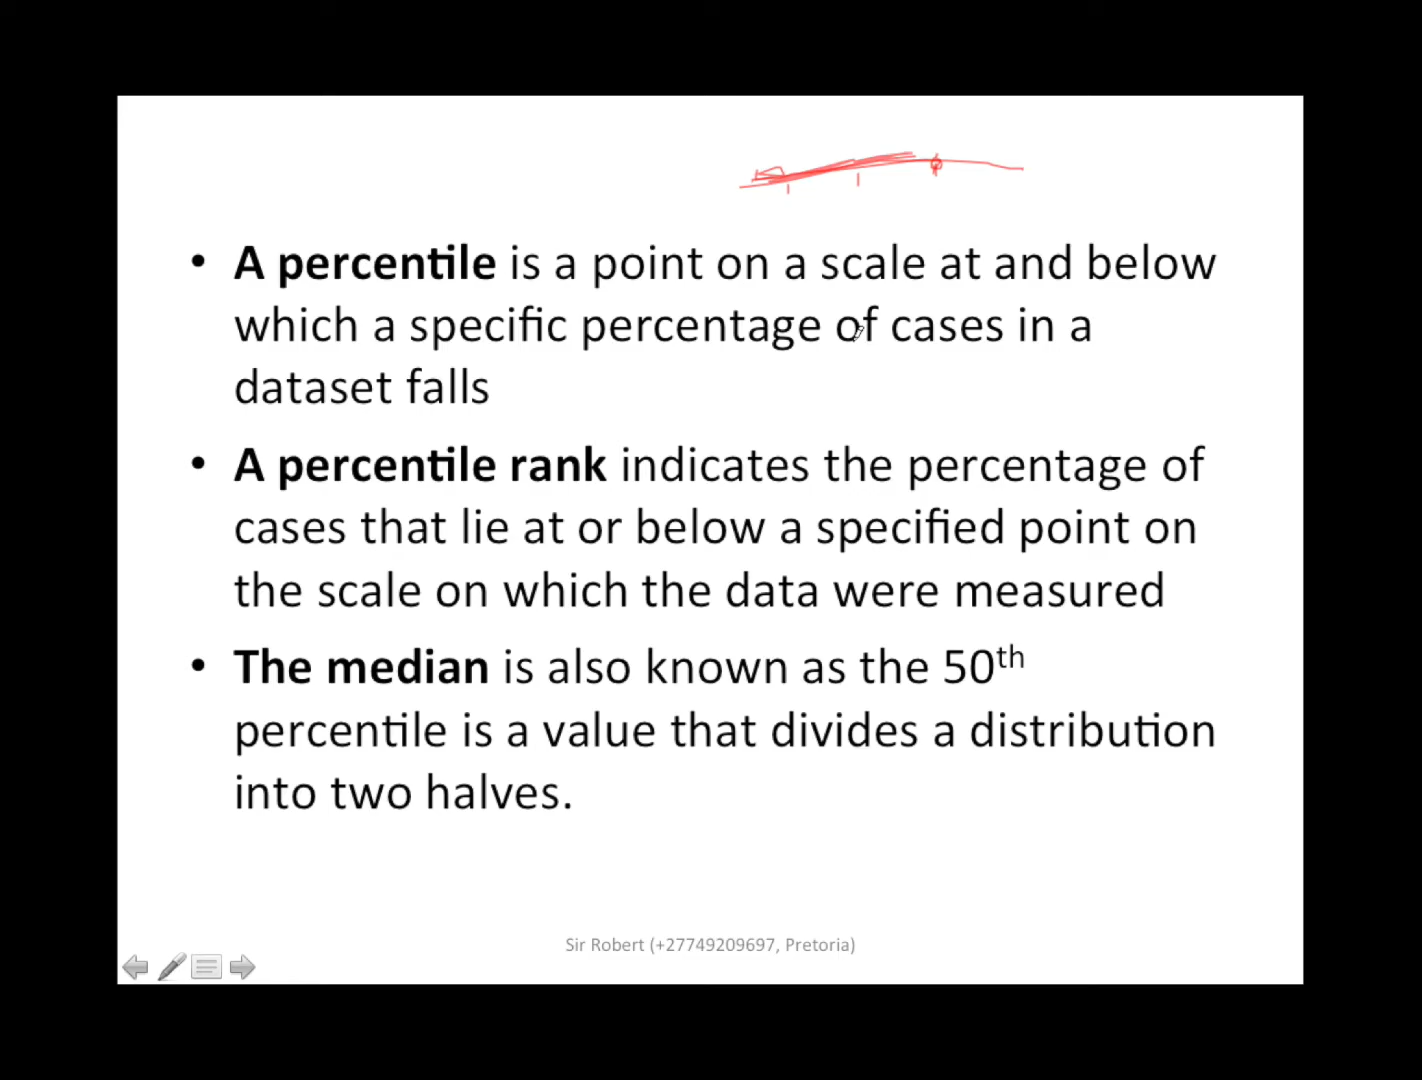 • A percentile is a point on a scale at and below
which a specific percentage of cases in a
dataset falls
• A percentile rank indicates the percentage of
cases that lie at or below a specified point on
the scale on which the data were measured
• The median is also known as the 50th
percentile is a value that divides a distribution
into two halves.
Sir Robert (+27749209697, Pretoria)